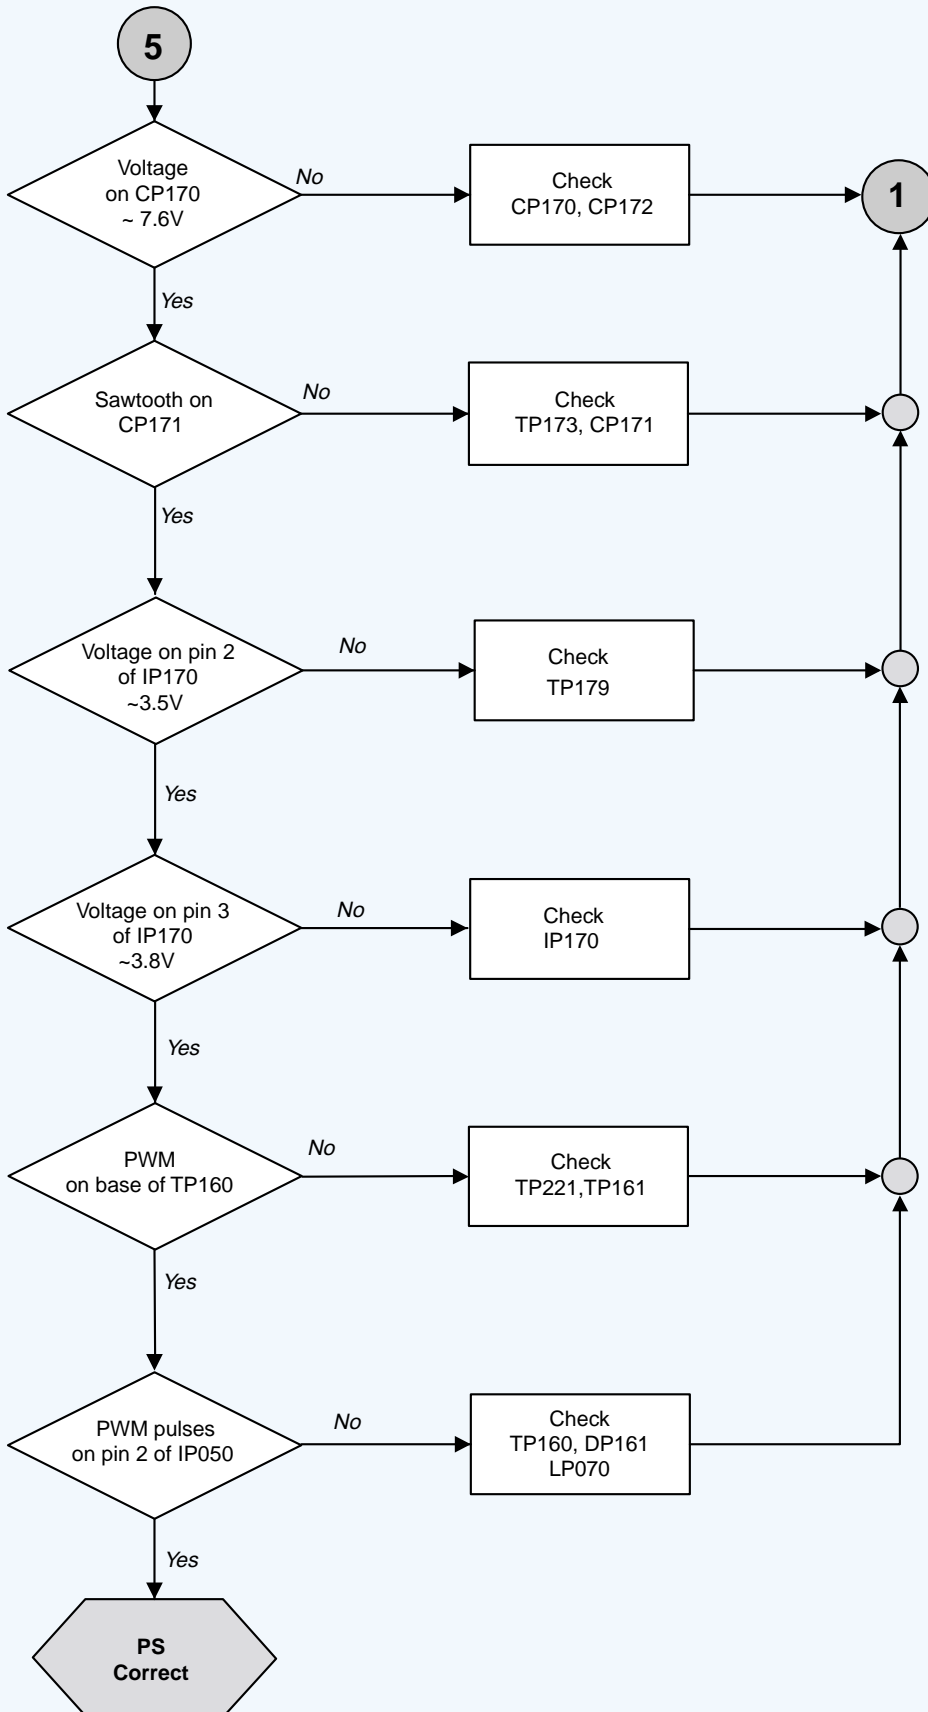 5
Voltage
on CP170
~ 7.6V
No
Check
CP170, CP172
1
Yes
Sawtooth on
CP171
No
Check
TP173, CP171
Yes
Voltage on pin 2
of IP170
~3.5V
No
Check
TP179
Yes
Voltage on pin 3
of IP170
~3.8V
No
Check
IP170
Yes
PWM
on base of TP160
No
Check
TP221,TP161
Yes
PWM pulses
on pin 2 of IP050
No
Check
TP160, DP161
LP070
Yes
PS
Correct